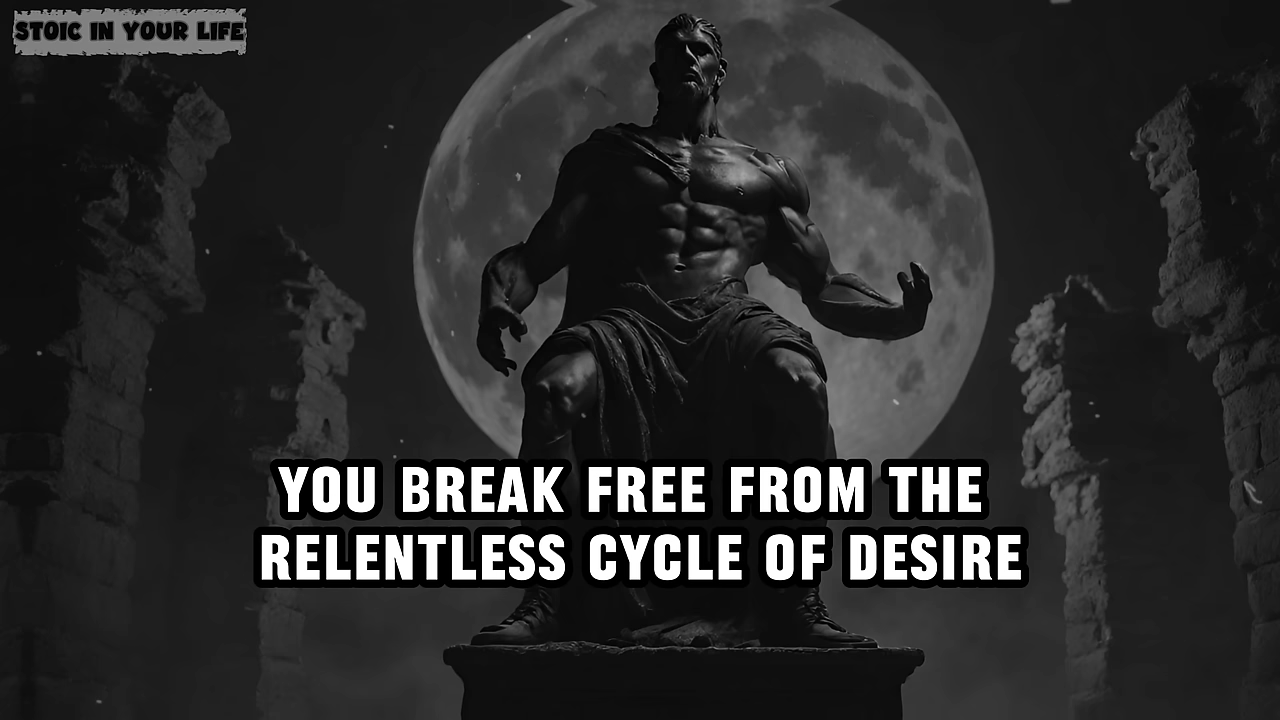 STOIC IN YOUR LIFE
YOU BREAK FREE FROM THE
RELENTLESS CYCLE OF DESIRE